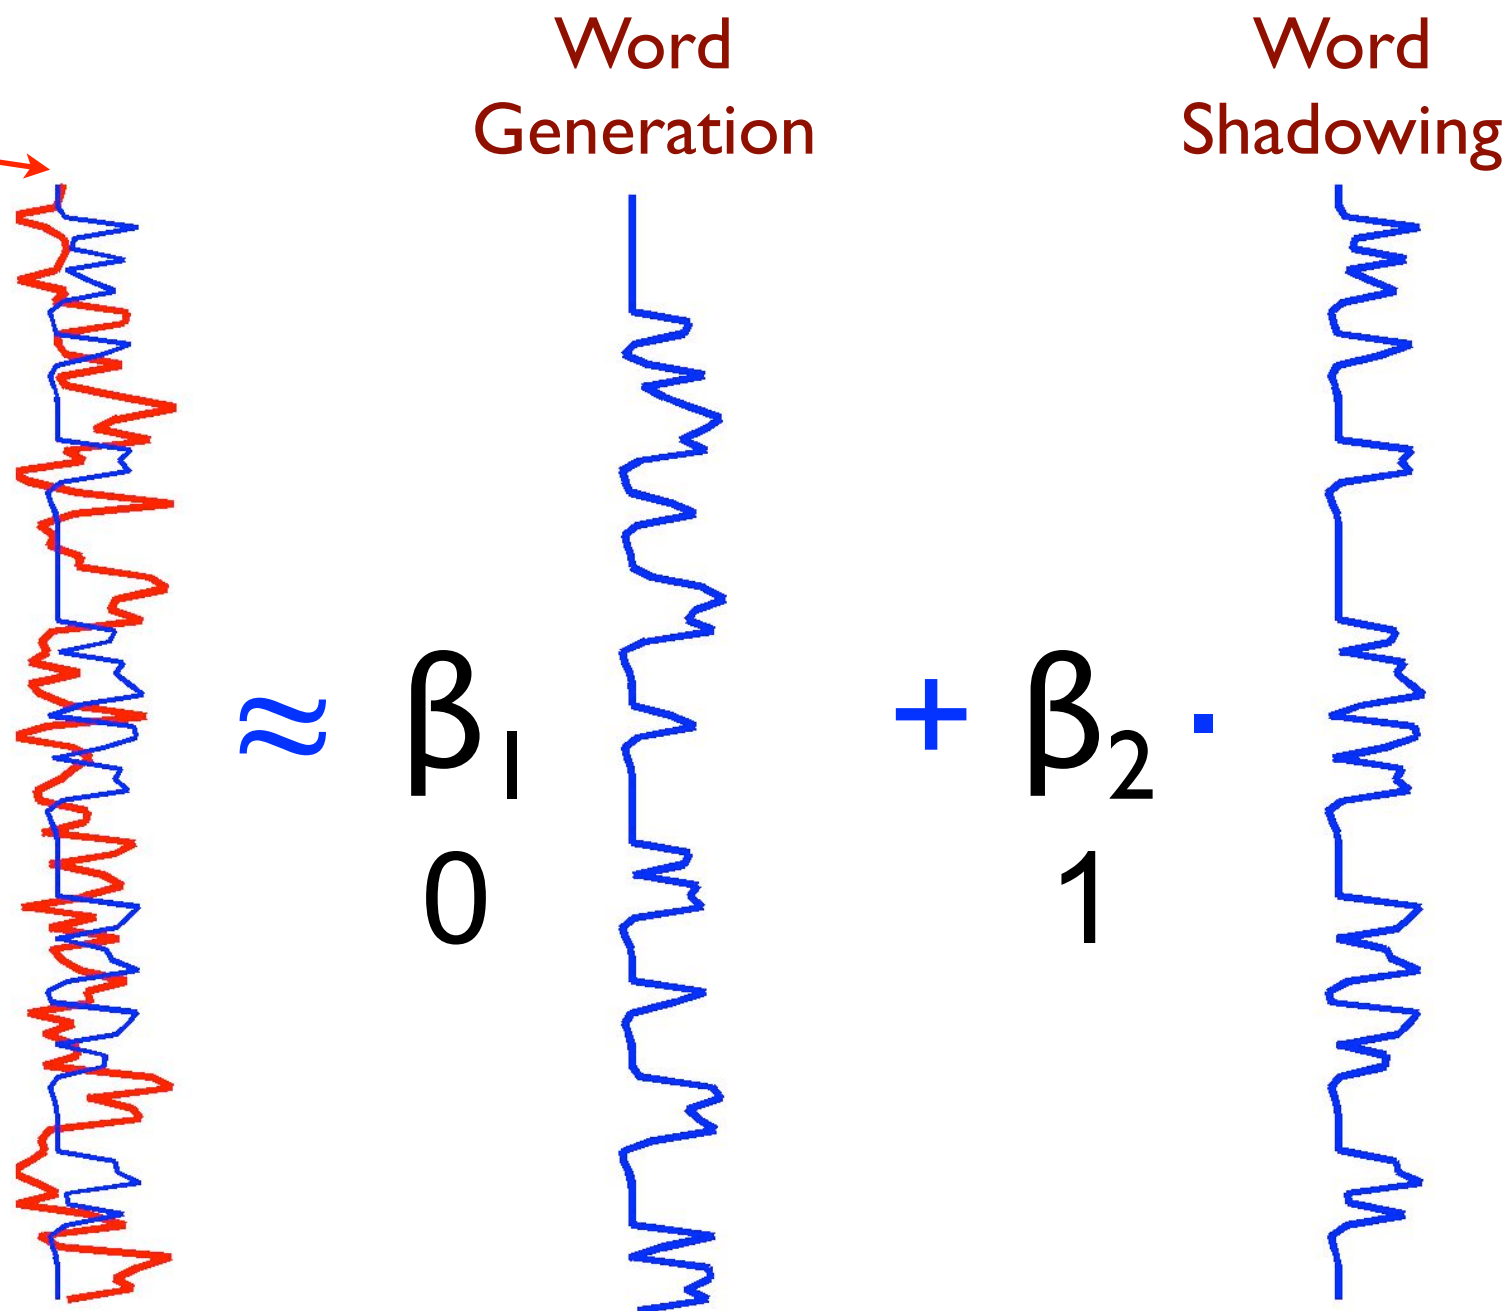 Word
Generation
Word
Shadowing
≈ β₁ + β₂ ·
0 1